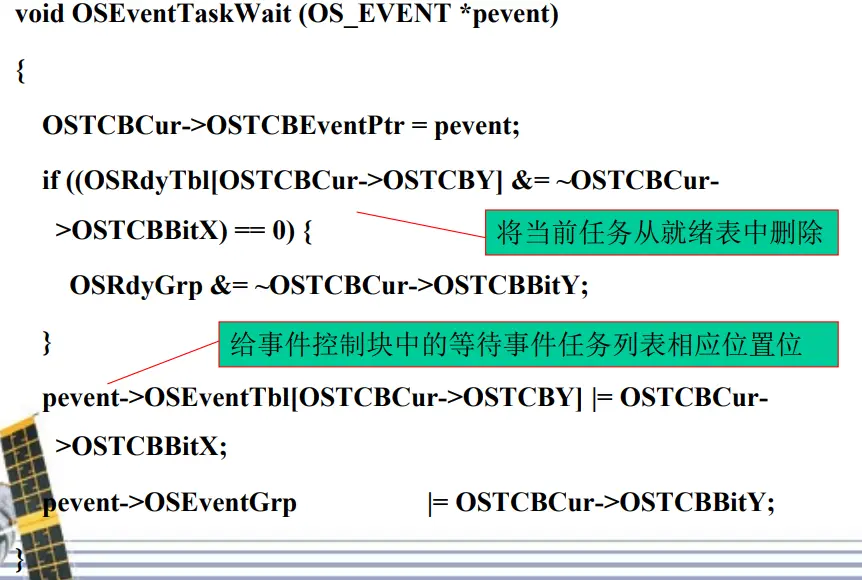 void OSEventTaskWait (OS_EVENT *pevent)
{
OSTCBCur->OSTCBEventPtr = pevent;
if ((OSRdyTbl[OSTCBCur->OSTCBY] &= ~OSTCBCur-
>OSTCBBitX) == 0) {
将当前任务从就绪表中删除
OSRdyGrp &= ~OSTCBCur->OSTCBBitY;
}
给事件控制块中的等待事件任务列表相应位置位
pevent->OSEventTbl[OSTCBCur->OSTCBY] |= OSTCBCur-
>OSTCBBitX;
pevent->OSEventGrp |= OSTCBCur->OSTCBBitY;
}